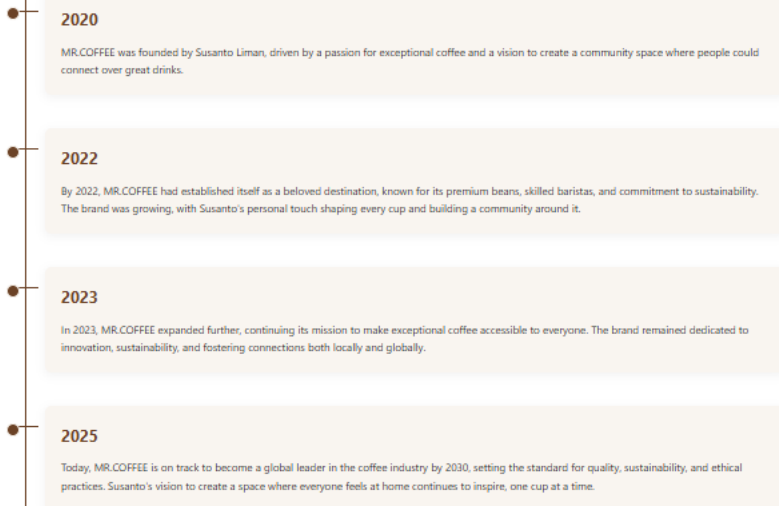 2020
MR.COFFEE was founded by Susanto Liman, driven by a passion for exceptional coffee and a vision to create a community space where people could
connect over great drinks.
2022
By 2022, MR.COFFEE had established itself as a beloved destination, known for its premium beans, skilled baristas, and commitment to sustainability.
The brand was growing, with Susanto's personal touch shaping every cup and building a community around it.
2023
In 2023, MR.COFFEE expanded further, continuing its mission to make exceptional coffee accessible to everyone. The brand remained dedicated to
innovation, sustainability, and fostering connections both locally and globally.
2025
Today, MR.COFFEE is on track to become a global leader in the coffee industry by 2030, setting the standard for quality, sustainability, and ethical
practices. Susanto's vision to create a space where everyone feels at home continues to inspire, one cup at a time.